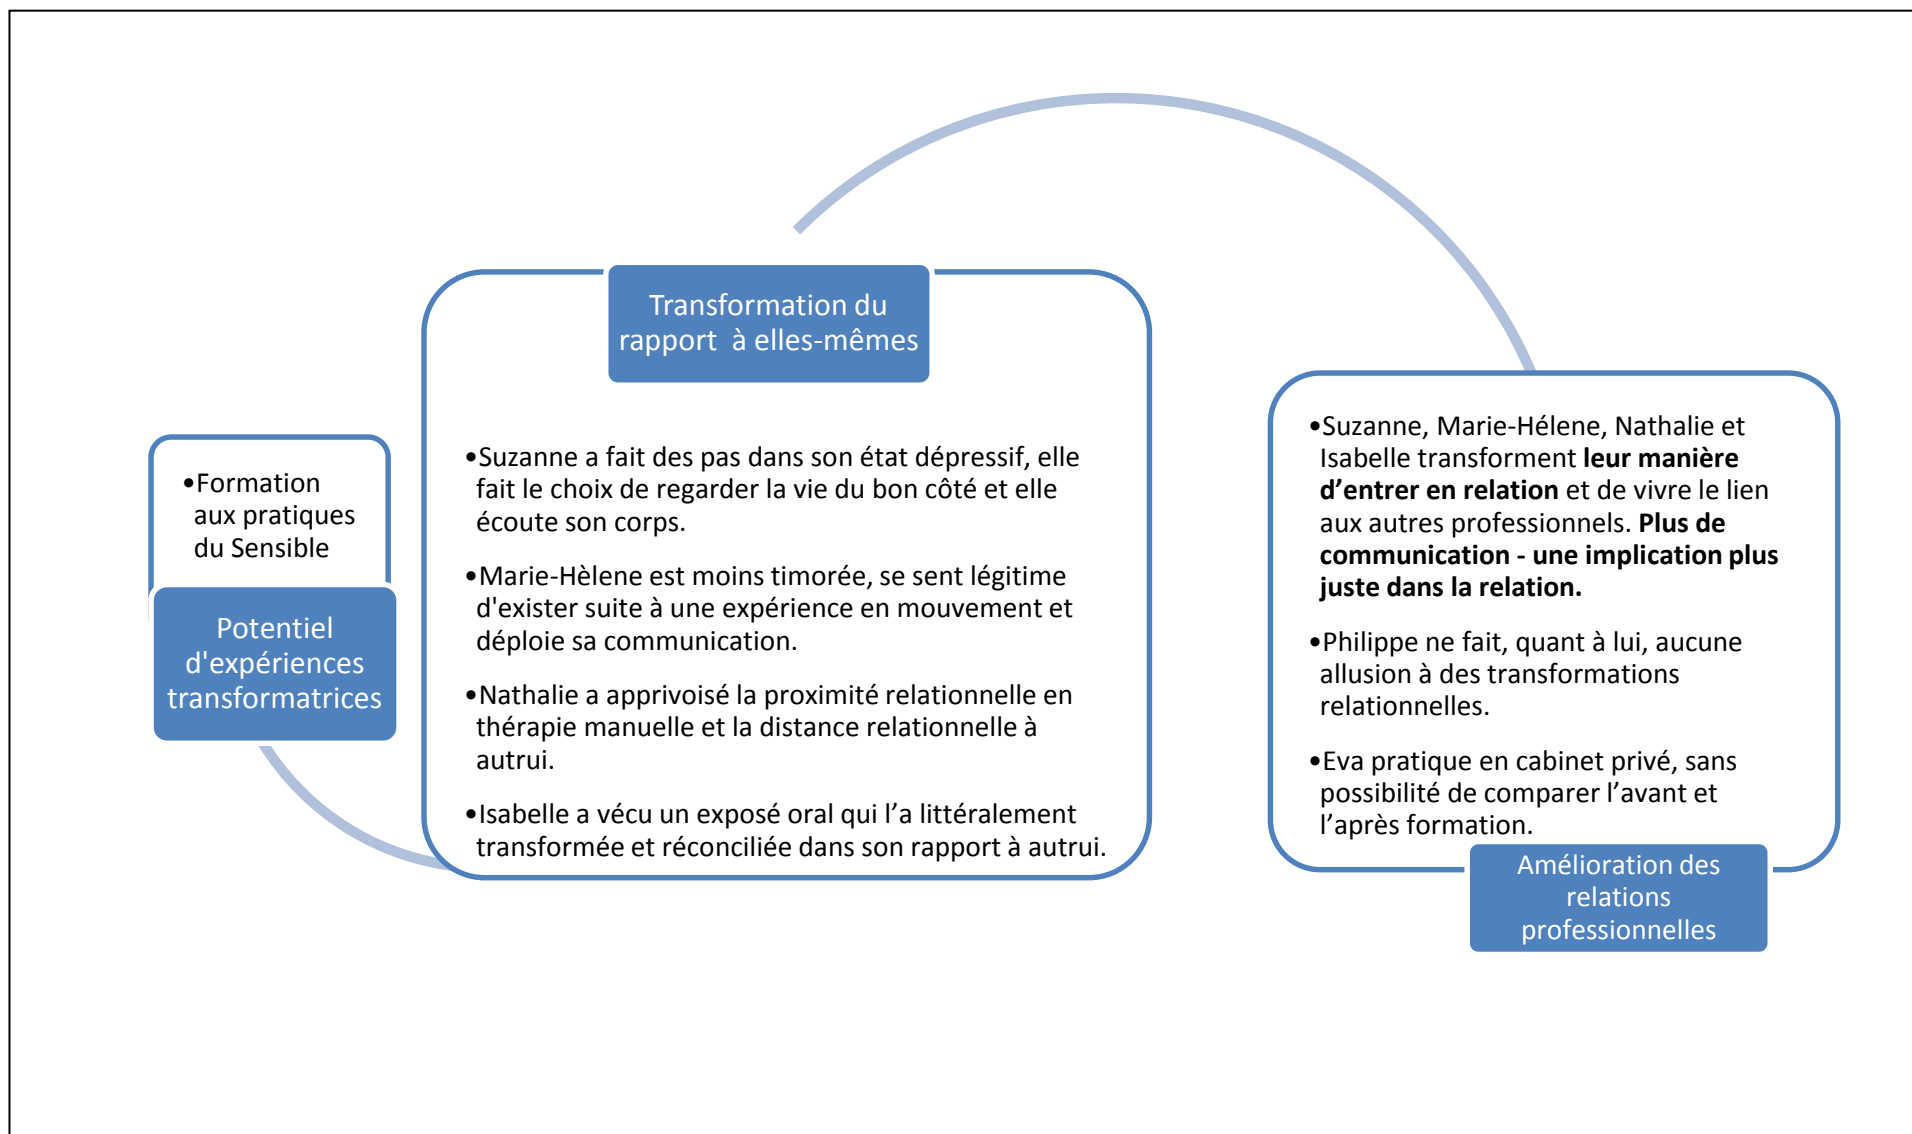 •Formation
aux pratiques
du Sensible
Potentiel
d'expériences
transformatrices
Transformation du
rapport  à elles-mêmes
•Suzanne a fait des pas dans son état dépressif, elle
fait le choix de regarder la vie du bon côté et elle
écoute son corps.
•Marie-Hèlene est moins timorée, se sent légitime
d'exister suite à une expérience en mouvement et
déploie sa communication.
•Nathalie a apprivoisé la proximité relationnelle en
thérapie manuelle et la distance relationnelle à
autrui.
•Isabelle a vécu un exposé oral qui l’a littéralement
transformée et réconciliée dans son rapport à autrui.
•Suzanne, Marie-Hélene, Nathalie et
Isabelle transforment leur manière
d’entrer en relation et de vivre le lien
aux autres professionnels. Plus de
communication - une implication plus
juste dans la relation.
•Philippe ne fait, quant à lui, aucune
allusion à des transformations
relationnelles.
•Eva pratique en cabinet privé, sans
possibilité de comparer l’avant et
l’après formation.
Amélioration des
relations
professionnelles